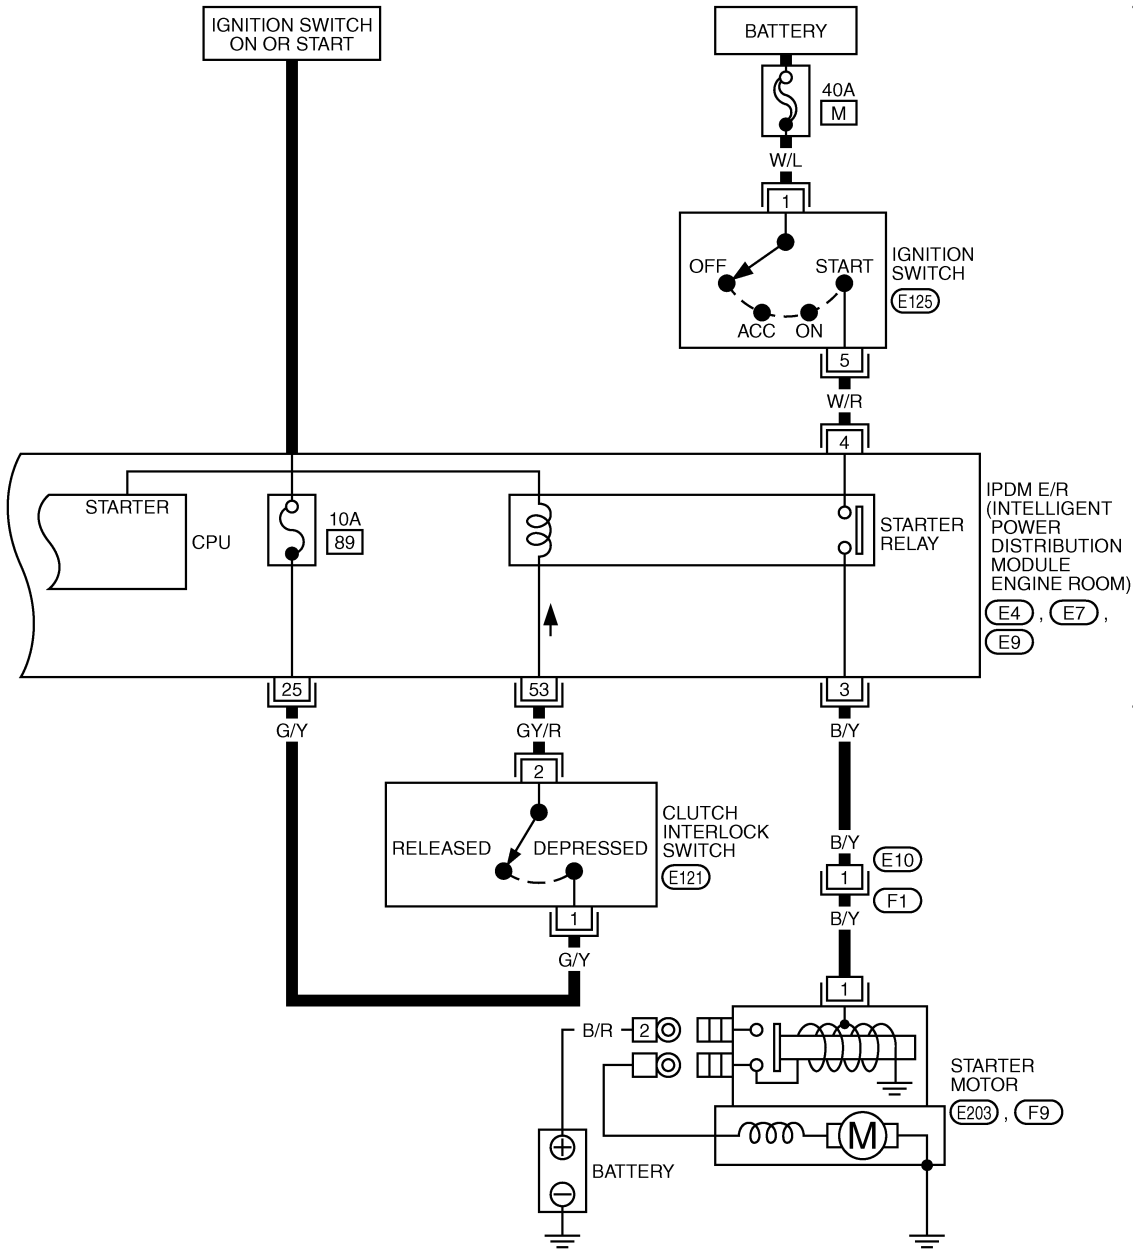 IGNITION SWITCH
ON OR START
BATTERY
40A
M
W/L
1
OFF
START
ACC
ON
IGNITION
SWITCH
E125
5
W/R
4
STARTER
CPU
10A
89
STARTER
RELAY
IPDM E/R
(INTELLIGENT
POWER
DISTRIBUTION
MODULE
ENGINE ROOM)
E4 , E7 ,
E9
25
53
3
G/Y
GY/R
B/Y
2
RELEASED
DEPRESSED
CLUTCH
INTERLOCK
SWITCH
E121
1
G/Y
B/Y
E10
1
F1
B/Y
1
B/R
2
STARTER
MOTOR
E203 , F9
M
+
BATTERY
−